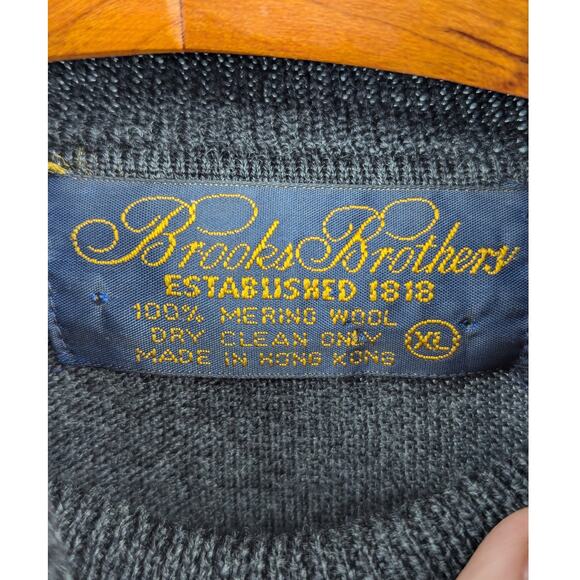 Brooks Brothers
ESTABLISHED 1818
100% MERINO WOOL
DRY CLEAN ONLY
MADE IN HONG KONG
XL